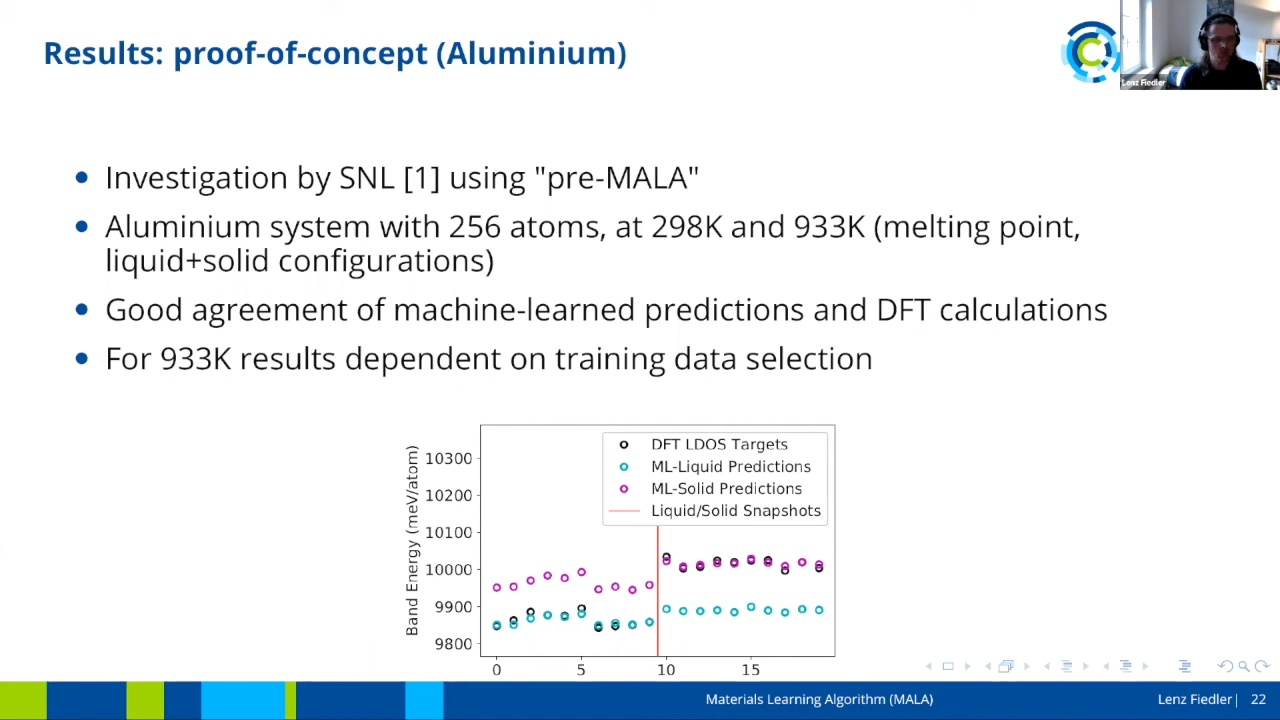 Results: proof-of-concept (Aluminium)
Lenz Fiedler
Investigation by SNL [1] using "pre-MALA"
Aluminium system with 256 atoms, at 298K and 933K (melting point,
liquid+solid configurations)
Good agreement of machine-learned predictions and DFT calculations
For 933K results dependent on training data selection
DFT LDOS Targets
ML-Liquid Predictions
ML-Solid Predictions
Liquid/Solid Snapshots
Band Energy (meV/atom)
10300
10200
10100
10000
9900
9800
0 5 10 15
Materials Learning Algorithm (MALA)
Lenz Fiedler| 22